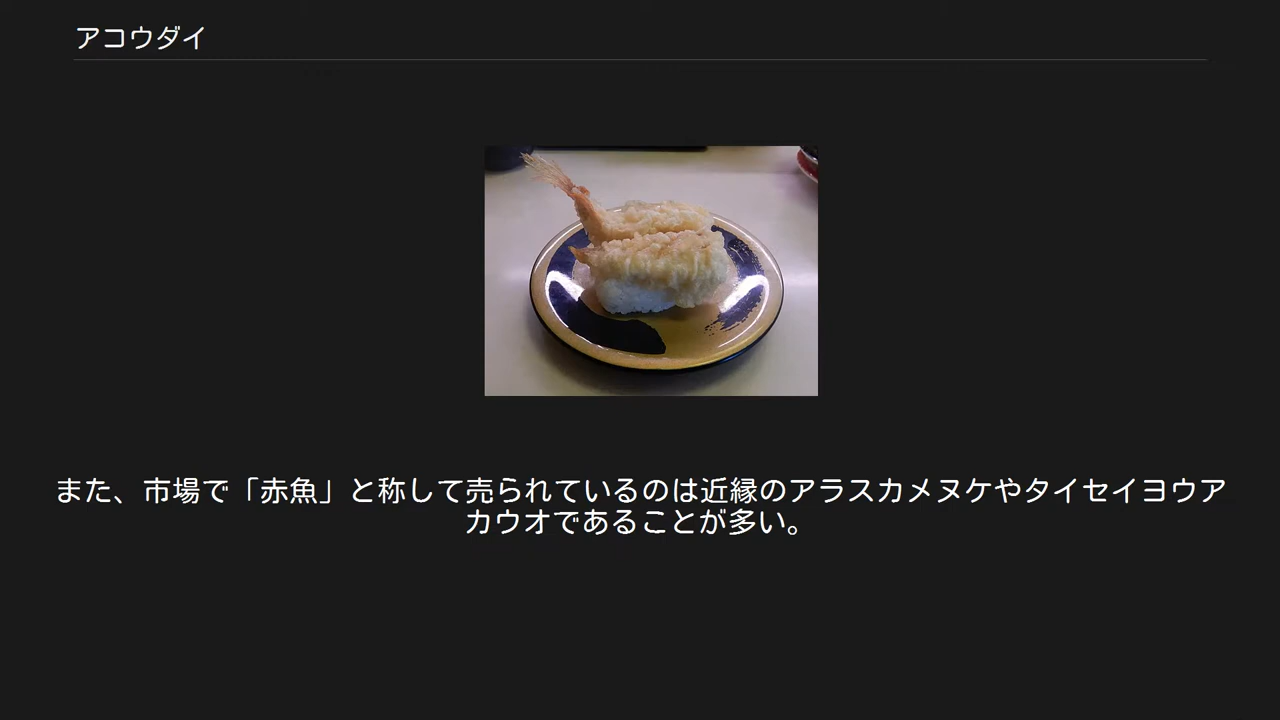 アコウダイ
また、市場で「赤魚」と称して売られているのは近縁のアラスカメヌケやタイセイヨウア
カウオであることが多い。